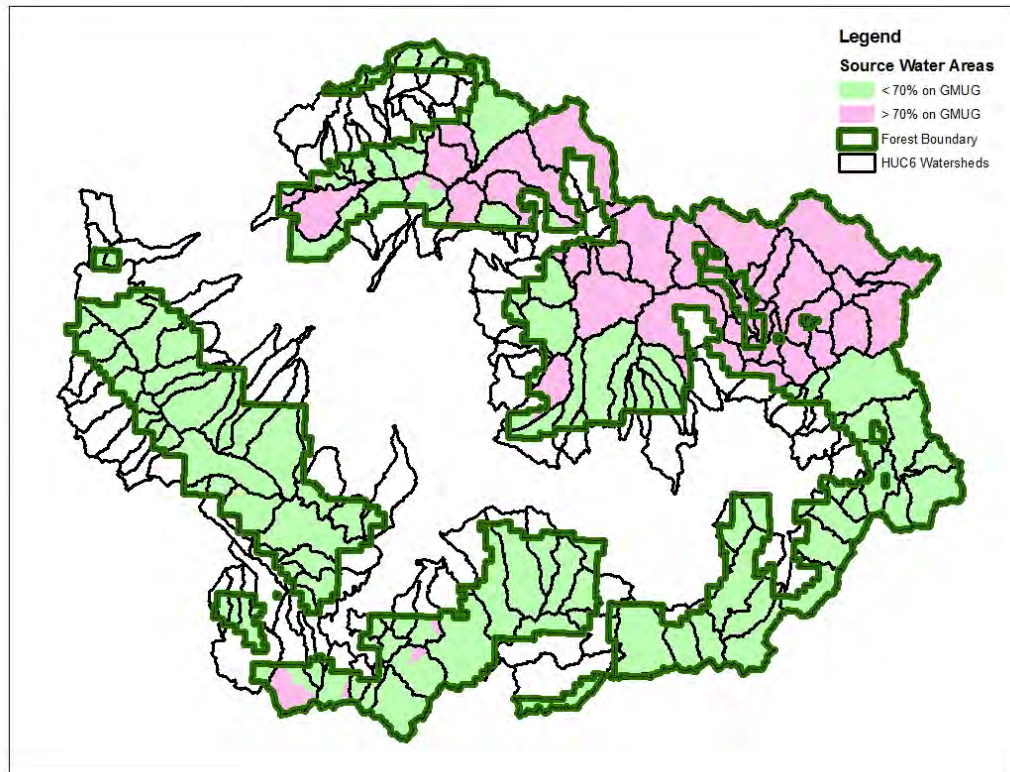 Legend
Source Water Areas
< 70% on GMUG
> 70% on GMUG
Forest Boundary
HUC6 Watersheds